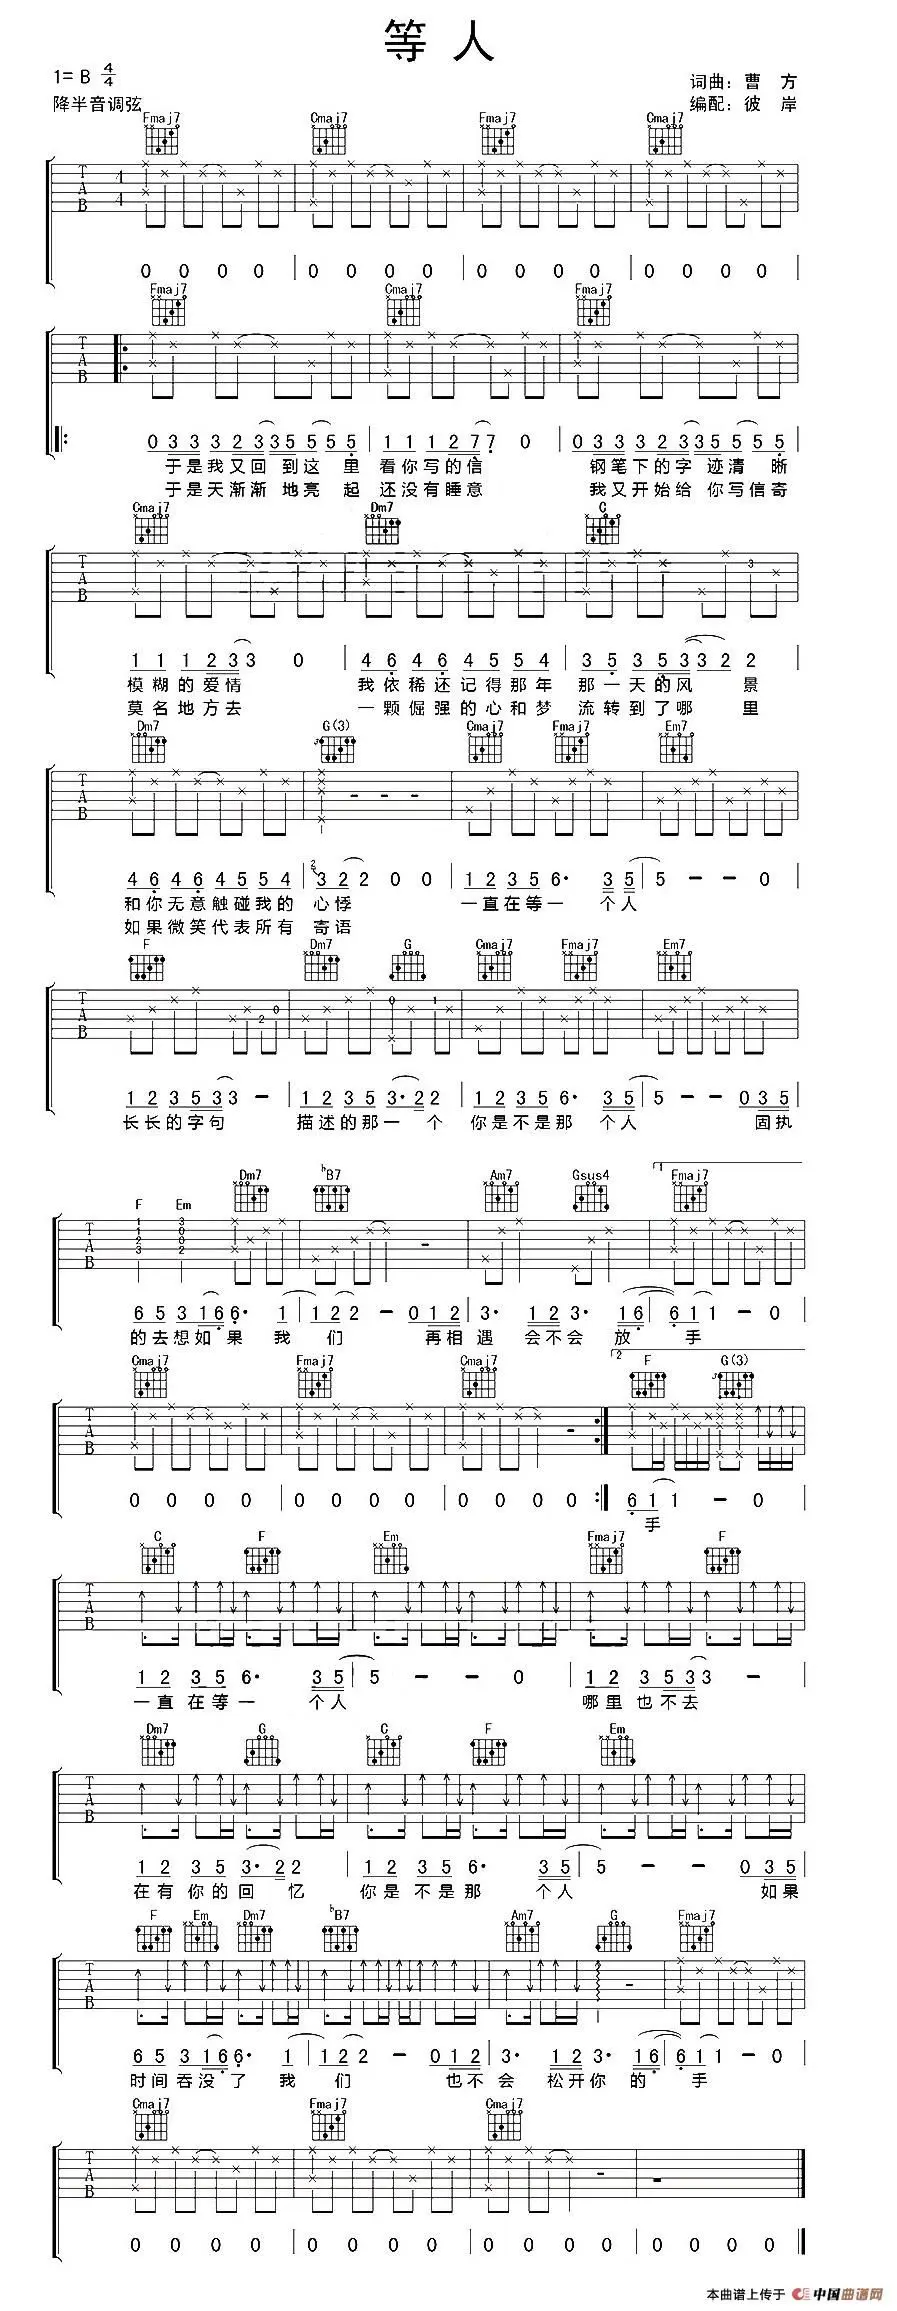 等 人
1= B 4/4
词曲：曹 方
降半音调弦
编配：彼 岸
Fmaj7 Cmaj7 Fmaj7 Cmaj7
T A B 4 4
0 0 0 0 | 0 0 0 0 | 0 0 0 0 | 0 0 0 0
Fmaj7 Cmaj7 Fmaj7
T A B
0 3 3 3 2 3 3 5 5 5 5 | 1 1 1 2 7 7 0 | 0 3 3 3 2 3 3 5 5 5 5
于是我又回 到这 里 看你写的信 钢笔下的字 迹清 晰
于是天渐渐 地亮 起 还没有睡意 我又开始给 你写信寄
Cmaj7 Dm7 C
T A B 3
1 1 1 2 3 3 0 | 4 6 4 6 4 5 5 4 | 3 5 3 5 3 3 2 2
模糊的爱情 我依稀还记得那年 那一天的风 景
莫名地方去 一颗倔强的心和梦 流转到了哪 里
Dm7 G(3) Cmaj7 Fmaj7 Em7
T A B
4 6 4 6 4 5 5 4 | 2 3 2 2 0 0 | 1 2 3 5 6· 3 5 | 5 - - 0
和你无意触碰我的 心悸 一直在等一 个人
如果微笑代表所有 寄语
F Dm7 G Cmaj7 Fmaj7 Em7
T A B 2 0 0 1
1 2 3 5 3 3 - | 1 2 3 5 3· 2 2 | 1 2 3 5 6· 3 5 | 5 - - 0 3 5
长长的字句 描述的那一 个 你是不是那 个人 固执
1.
F Em Dm7 bB7 Am7 Gsus4 Fmaj7
T A B 1 1 2 3 3 0 0 2
6 5 3 1 6 6· 1 | 1 2 2 - 0 1 2 | 3· 1 2 3· 1 6 | 6 1 1 - 0
的去想如果 我 们 再相 遇 会不会 放 手
2.
Cmaj7 Fmaj7 Cmaj7 F G(3)
T A B
0 0 0 0 | 0 0 0 0 | 0 0 0 0 | 6 1 1 - 0
手
C F Em Fmaj7 F
T A B
1 2 3 5 6· 3 5 | 5 - - 0 | 1 2 3 5 3 3 -
一直 在等一 个人 哪里 也不去
Dm7 G C F Em
T A B
1 2 3 5 3· 2 2 | 1 2 3 5 6· 3 5 | 5 - - 0 3 5
在有 你的回 忆 你是 不是那 个人 如果
F Em Dm7 bB7 Am7 G Fmaj7
T A B
6 5 3 1 6 6· 1 | 1 2 2 - 0 1 2 | 3· 1 2 3· 1 6 | 6 1 1 - 0
时间吞没了 我 们 也不 会 松开你 的 手
Cmaj7 Fmaj7 Cmaj7
T A B
0 0 0 0 | 0 0 0 0 | 0 0 0 0 | 0 0 0 0
本曲谱上传于 中国曲谱网